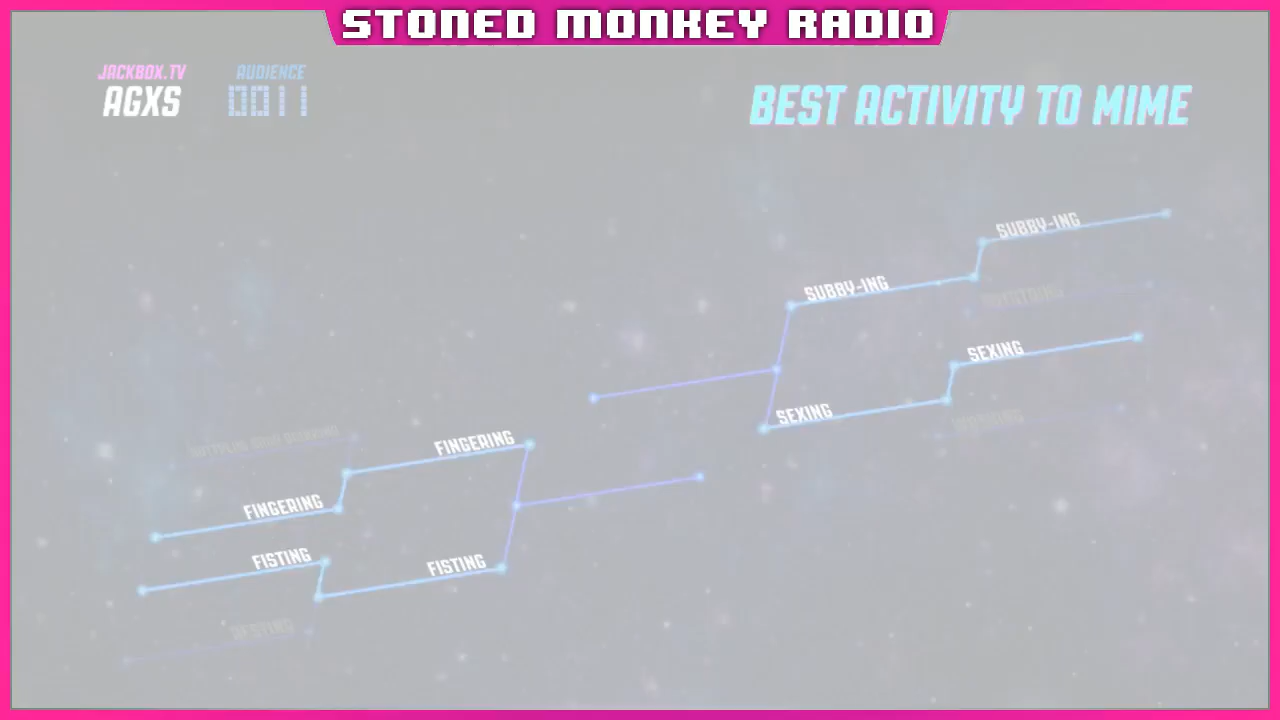 STONED MONKEY RADIO
JACKBOX.TV
AGXS
AUDIENCE
0011
BEST ACTIVITY TO MIME
SUBBY-ING
SUBBY-ING
SEXING
SEXING
FINGERING
FINGERING
FISTING
FISTING
RESTING